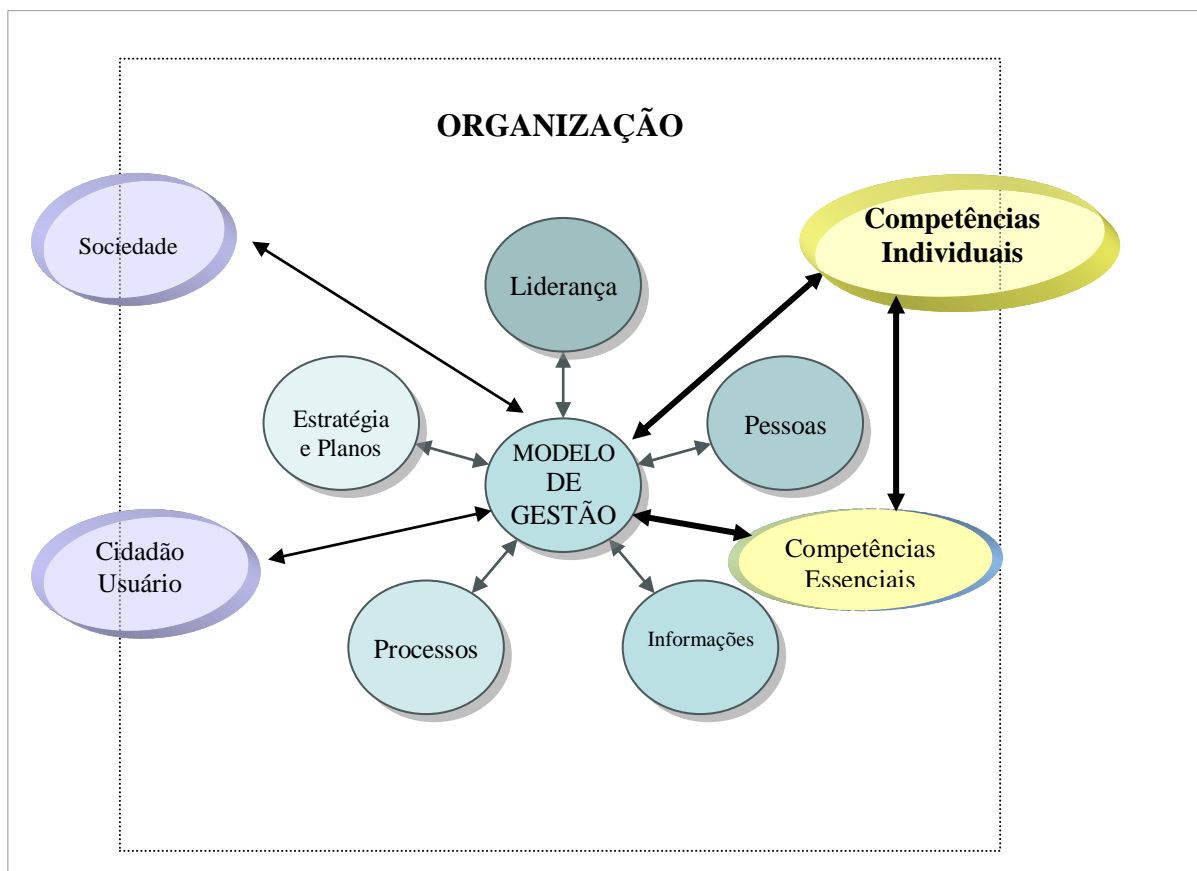 ORGANIZAÇÃO
Sociedade
Competências
Individuais
Liderança
Estratégia
e Planos
Pessoas
MODELO
DE
GESTÃO
Cidadão
Usuário
Competências
Essenciais
Processos
Informações